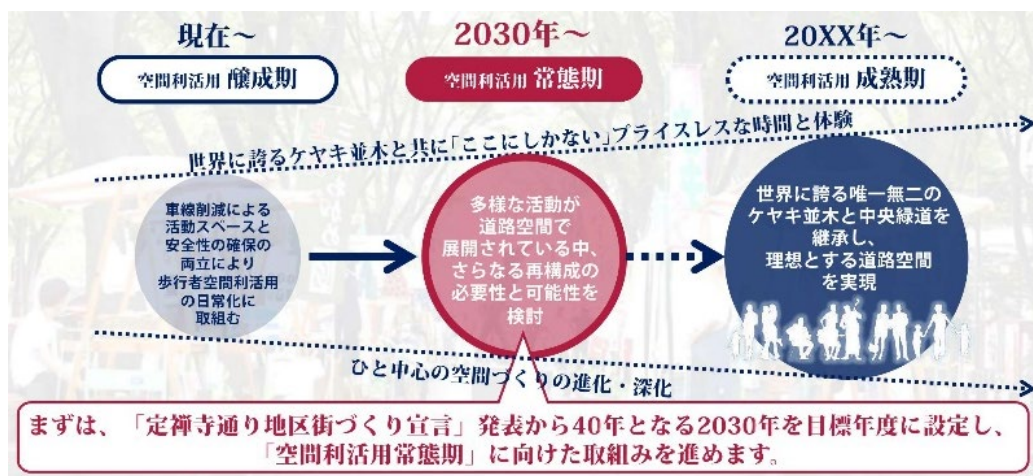 現在～
2030年～
20XX年～
空間利活用 醸成期
空間利活用 常態期
空間利活用 成熟期
世界に誇るケヤキ並木と共に「ここにしかない」プライスレスな時間と体験
車線削減による
活動スペースと
安全性の確保の
両立により
歩行者空間利活用
の日常化に
取組む
多様な活動が
道路空間で
展開されている中、
さらなる再構成の
必要性と可能性を
検討
世界に誇る唯一無二の
ケヤキ並木と中央緑道を
継承し、
理想とする道路空間
を実現
ひと中心の空間づくりの進化・深化
まずは、「定禅寺通り地区街づくり宣言」発表から40年となる2030年を目標年度に設定し、
「空間利活用常態期」に向けた取組みを進めます。